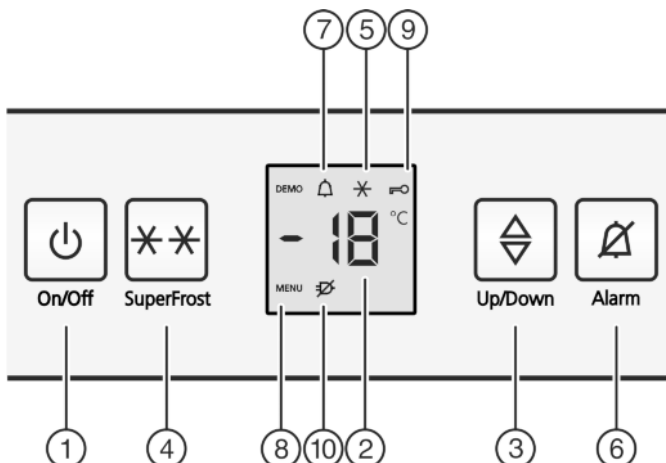 7 5 9
DEMO
-18 °C
MENU
On/Off SuperFrost Up/Down Alarm
1 4 8 10 2 3 6